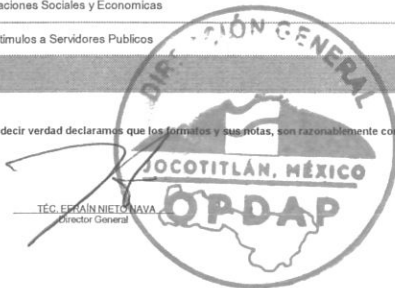 aciones Sociales y Economicas
timulos a Servidores Publicos
DIRECCIÓN GENERAL
decir verdad declaramos que los formatos y sus notas, son razonablemente co
JOCOTITLÁN, MÉXICO
OPDAP
TÉC. EFRAÍN NIETO NAVA
Director General